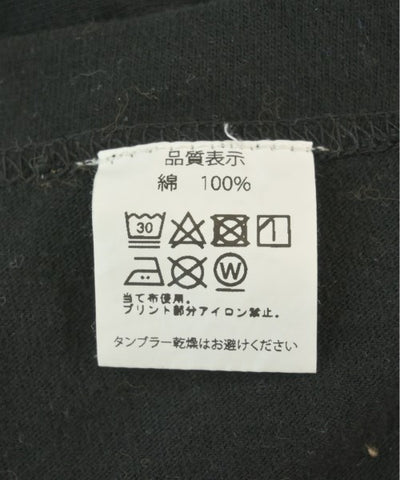 品質表示
綿 100%
30
W
当て布使用。
プリント部分アイロン禁止。
タンブラー乾燥はお避けください